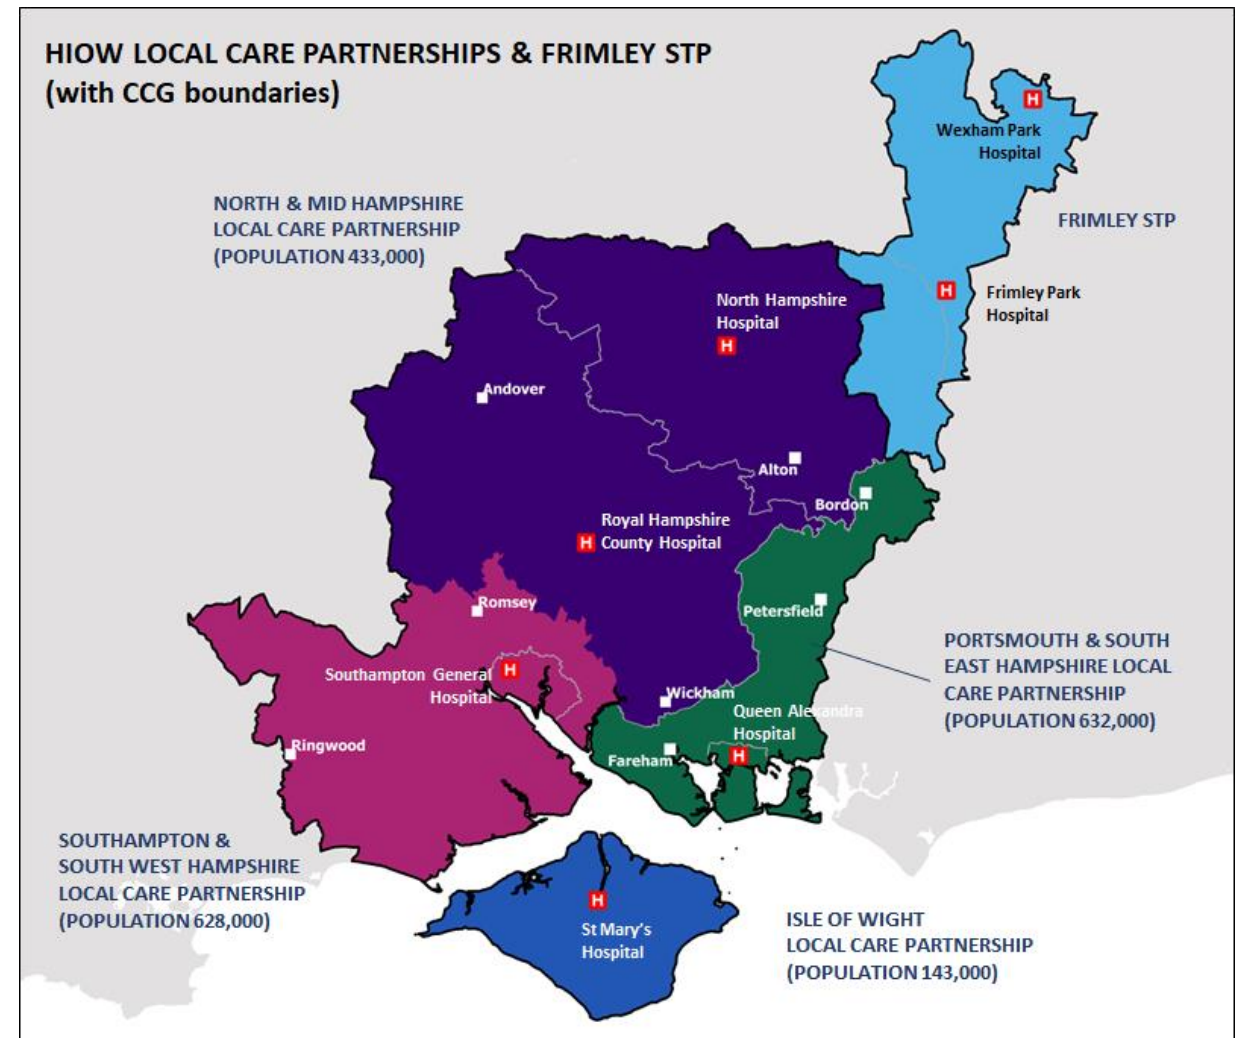 HIOW LOCAL CARE PARTNERSHIPS & FRIMLEY STP
(with CCG boundaries)
H
Wexham Park
Hospital
NORTH & MID HAMPSHIRE
LOCAL CARE PARTNERSHIP
(POPULATION 433,000)
FRIMLEY STP
H
Frimley Park
Hospital
North Hampshire
Hospital
H
Andover
Alton
Bordon
Royal Hampshire
H County Hospital
Romsey
Petersfield
Southampton General
Hospital
H
PORTSMOUTH & SOUTH
EAST HAMPSHIRE LOCAL
CARE PARTNERSHIP
(POPULATION 632,000)
Wickham
Queen Alexandra
Hospital
H
Ringwood
Fareham
SOUTHAMPTON &
SOUTH WEST HAMPSHIRE
LOCAL CARE PARTNERSHIP
(POPULATION 628,000)
H
St Mary's
Hospital
ISLE OF WIGHT
LOCAL CARE PARTNERSHIP
(POPULATION 143,000)